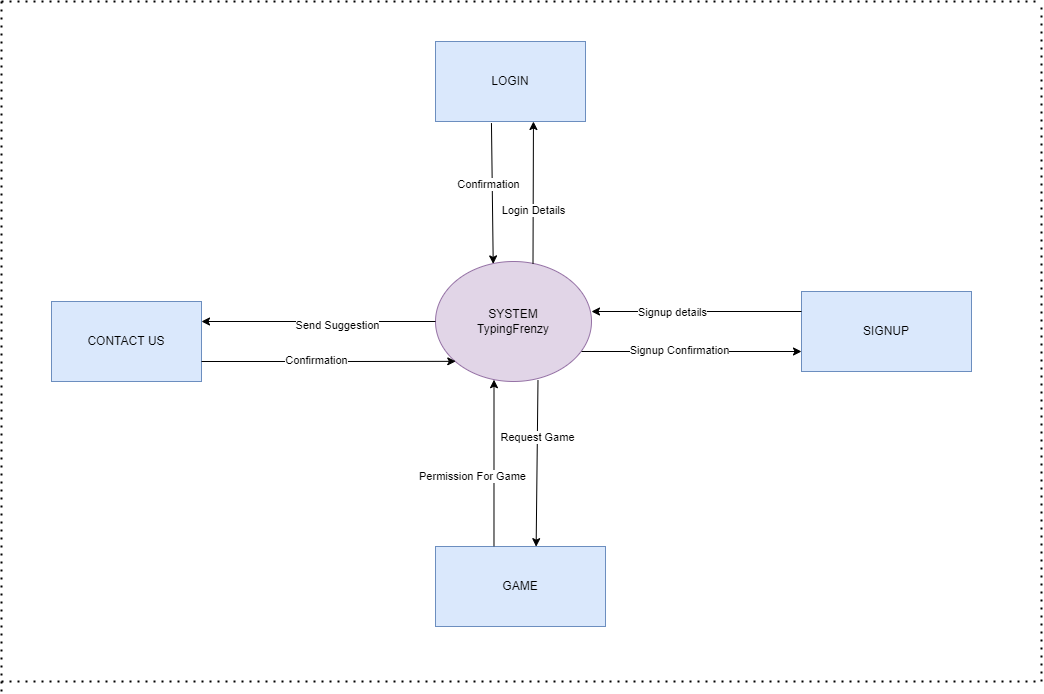 LOGIN
Confirmation
Login Details
SYSTEM
TypingFrenzy
CONTACT US
Send Suggestion
Confirmation
Signup details
Signup Confirmation
SIGNUP
Request Game
Permission For Game
GAME